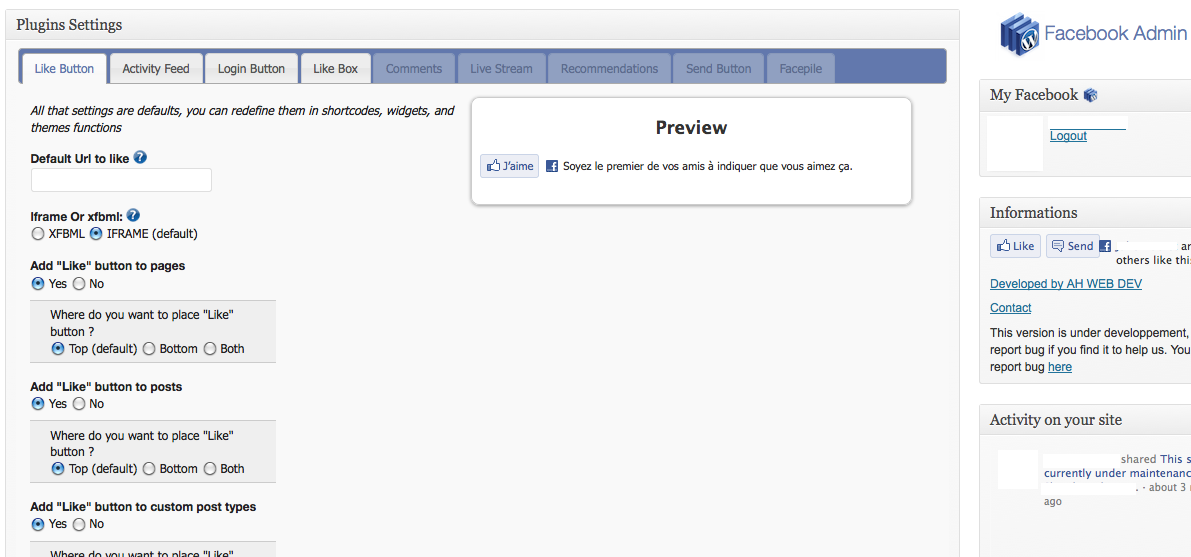 Plugins Settings
Like Button
Activity Feed
Login Button
Like Box
Comments
Live Stream
Recommendations
Send Button
Facepile
All that settings are defaults, you can redefine them in shortcodes, widgets, and
themes functions
Default Url to like
Iframe Or xfbml:
XFBML IFRAME (default)
Add "Like" button to pages
Yes No
Where do you want to place "Like"
button ?
Top (default) Bottom Both
Add "Like" button to posts
Yes No
Where do you want to place "Like"
button ?
Top (default) Bottom Both
Add "Like" button to custom post types
Yes No
Where do you want to place "Like"
Preview
J'aime Soyez le premier de vos amis à indiquer que vous aimez ça.
Facebook Admin
My Facebook
Logout
Informations
Like Send
others like this
Developed by AH WEB DEV
Contact
This version is under developpement,
report bug if you find it to help us. You
report bug here
Activity on your site
shared This s
currently under maintenanc
. · about 3
ago